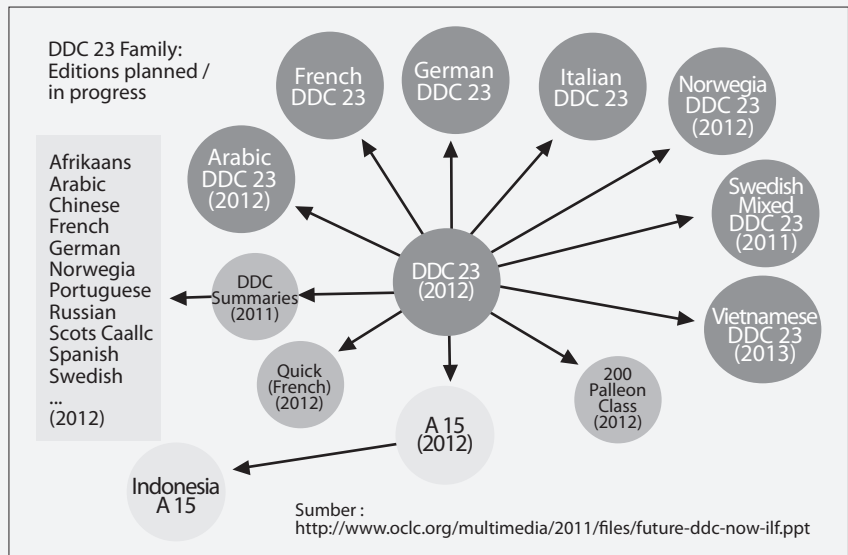 DDC 23 Family:
Editions planned /
in progress
French
DDC 23
German
DDC 23
Italian
DDC 23
Norwegia
DDC 23
(2012)
Arabic
DDC 23
(2012)
Swedish
Mixed
DDC 23
(2011)
Afrikaans
Arabic
Chinese
French
German
Norwegia
Portuguese
Russian
Scots Caallc
Spanish
Swedish
...
(2012)
DDC 23
(2012)
DDC
Summaries
(2011)
Vietnamese
DDC 23
(2013)
Quick
(French)
(2012)
200
Palleon
Class
(2012)
A 15
(2012)
Indonesia
A 15
Sumber :
http://www.oclc.org/multimedia/2011/files/future-ddc-now-ilf.ppt